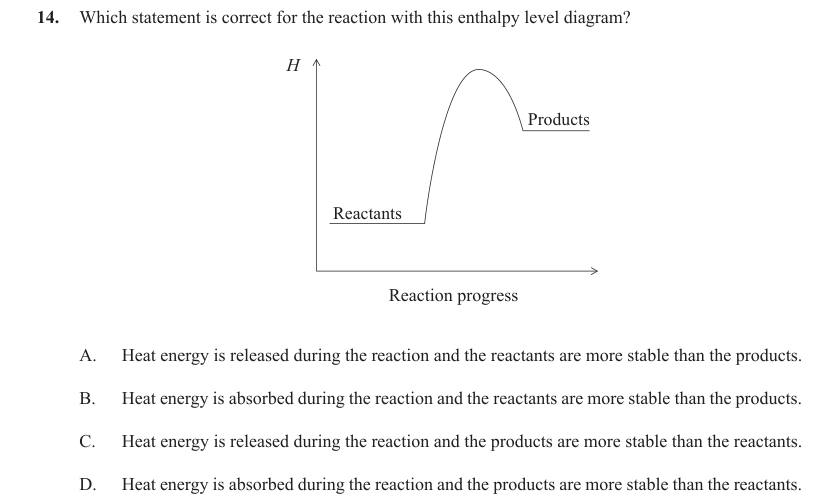 14. Which statement is correct for the reaction with this enthalpy level diagram?
H
Products
Reactants
Reaction progress
A. Heat energy is released during the reaction and the reactants are more stable than the products.
B. Heat energy is absorbed during the reaction and the reactants are more stable than the products.
C. Heat energy is released during the reaction and the products are more stable than the reactants.
D. Heat energy is absorbed during the reaction and the products are more stable than the reactants.